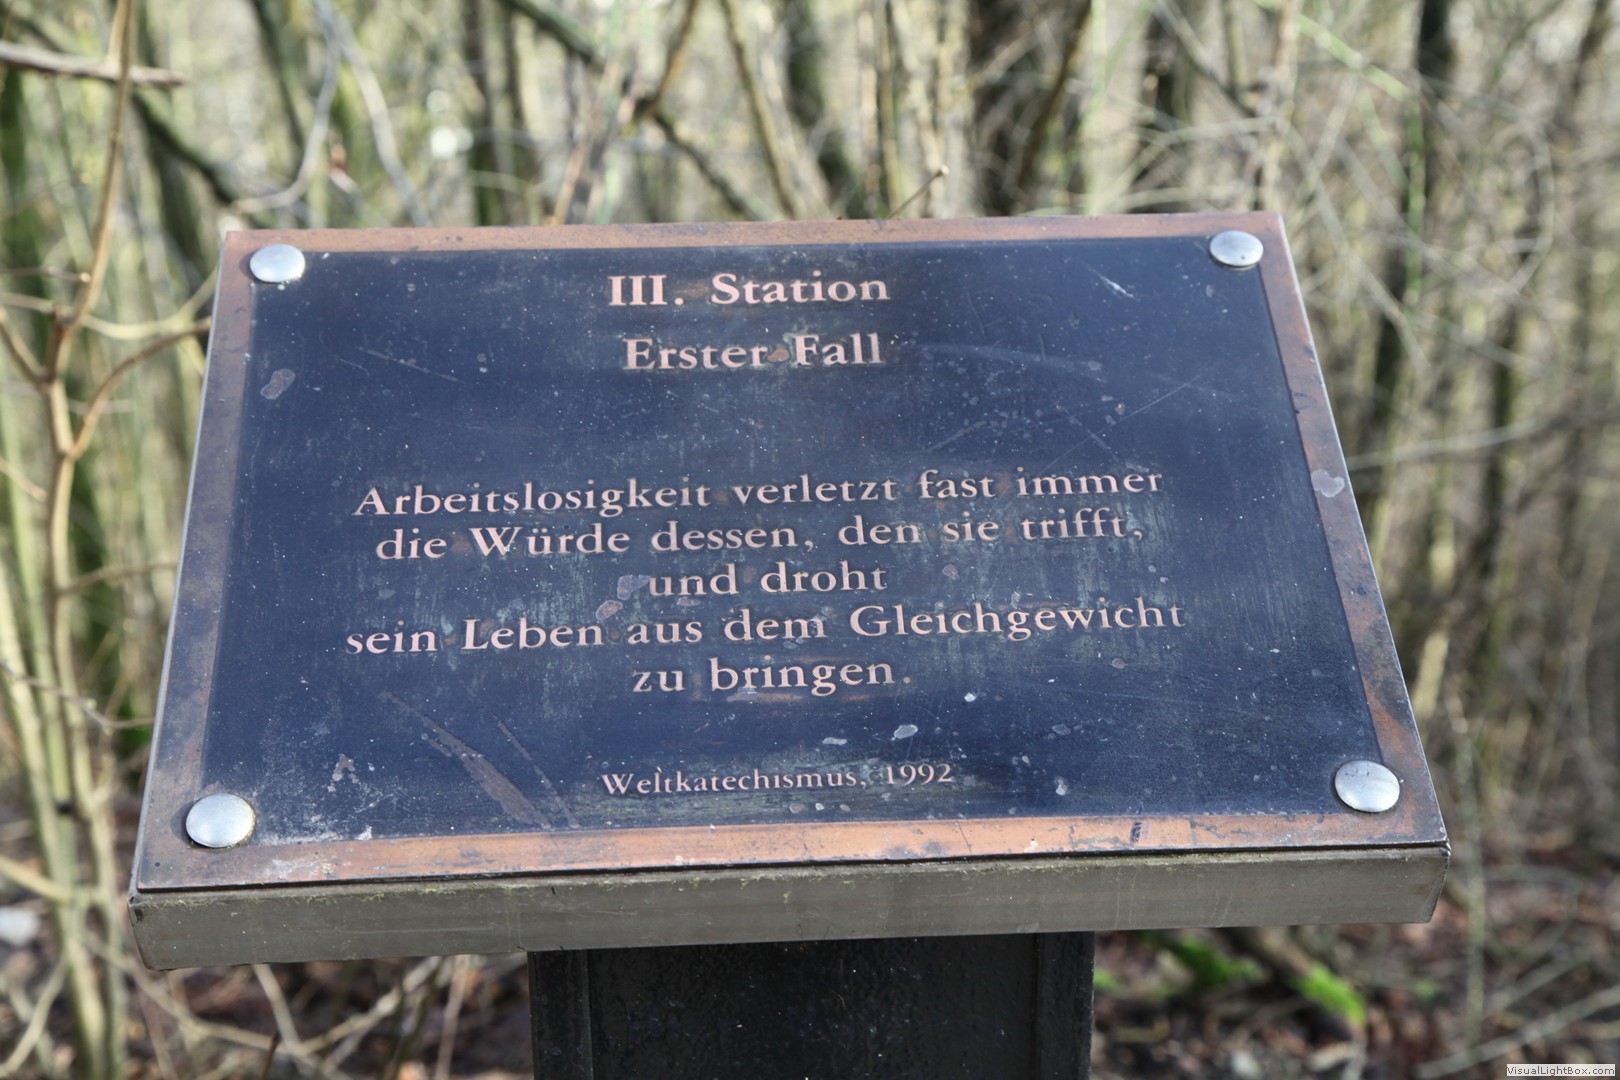 III. Station
Erster Fall
Arbeitslosigkeit verletzt fast immer
die Würde dessen, den sie trifft,
und droht
sein Leben aus dem Gleichgewicht
zu bringen.
Weltkatechismus, 1992
VisualLightBox.com